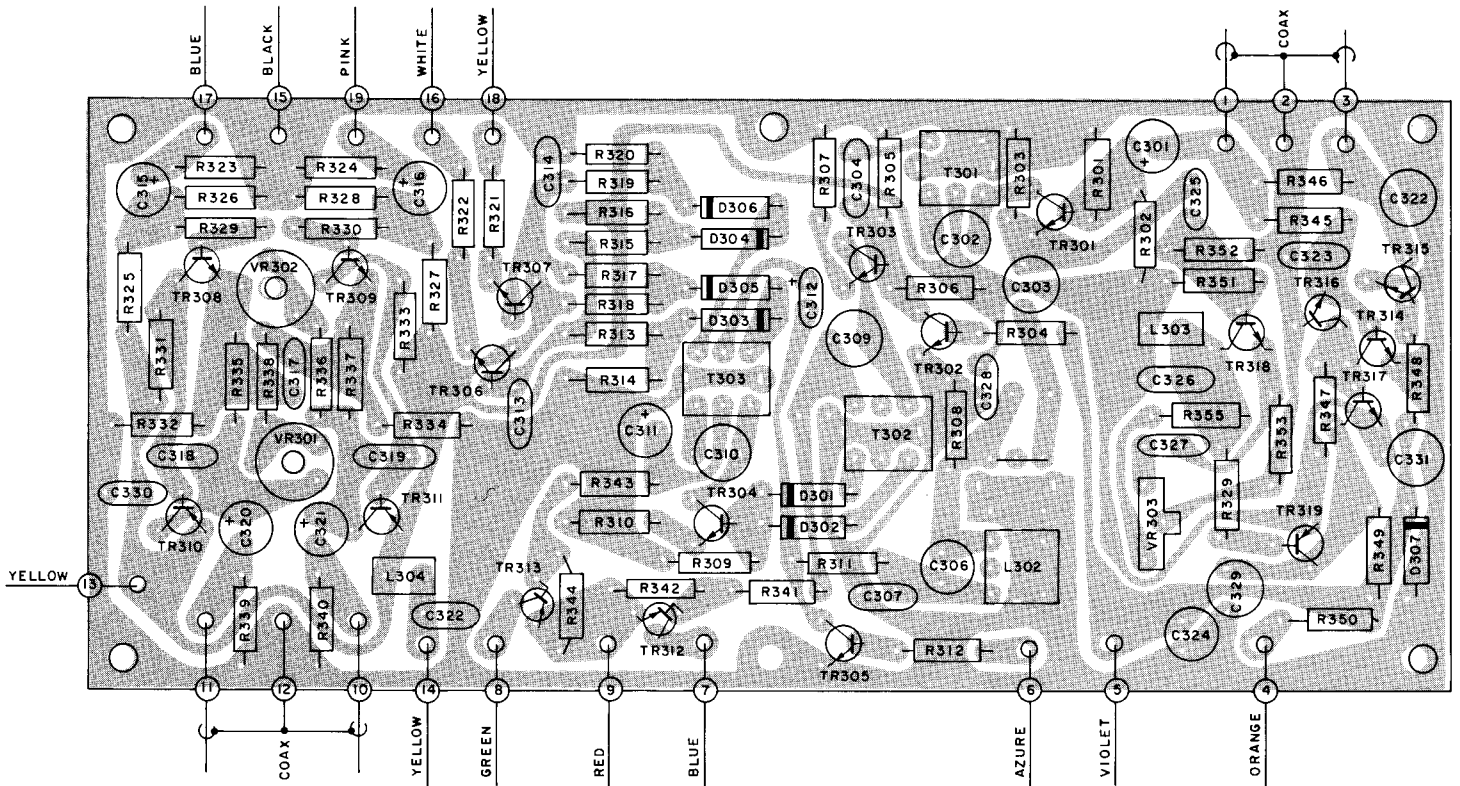 BLUE
BLACK
PINK
WHITE
YELLOW
COAX
17
15
19
16
18
1
2
3
R323
R324
R326
R328
R329
R330
C315
+
C316
+
R322
R321
C314
R320
R319
R316
R315
R317
R318
R313
R314
D306
D304
D305
D303
R307
C304
R305
T301
R303
R301
C301
+
C325
R346
R345
C322
R325
TR308
VR302
TR309
R327
TR307
TR303
C302
TR301
R302
R352
C323
TR315
R351
TR316
C312
+
R306
C303
R331
R333
C309
R304
L303
TR318
TR314
R335
R338
C317
R336
R337
TR306
T303
TR302
C328
C326
TR317
R347
R348
R332
VR301
R334
C313
C311
+
C310
T302
R308
R355
R353
C318
C319
C327
C331
C330
TR311
R343
TR304
D301
VR303
R329
TR319
TR310
C320
+
C321
+
R310
D302
R349
D307
L304
TR313
R309
R311
C306
L302
YELLOW
13
R339
R340
C322
R344
R342
R341
C307
C329
TR312
C324
R350
TR305
R312
11
12
10
14
8
9
7
6
5
4
COAX
YELLOW
GREEN
RED
BLUE
AZURE
VIOLET
ORANGE